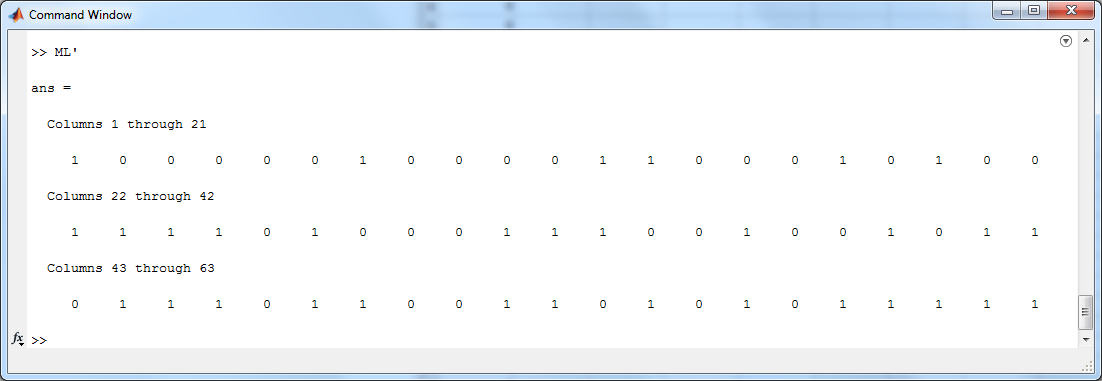 Command Window
>> ML'
ans =
Columns 1 through 21
1 0 0 0 0 0 1 0 0 0 0 1 1 0 0 0 1 0 1 0 0
Columns 22 through 42
1 1 1 1 0 1 0 0 0 1 1 1 0 0 1 0 0 1 0 1 1
Columns 43 through 63
0 1 1 1 0 1 1 0 0 1 1 0 1 0 1 0 1 1 1 1 1
fx >>